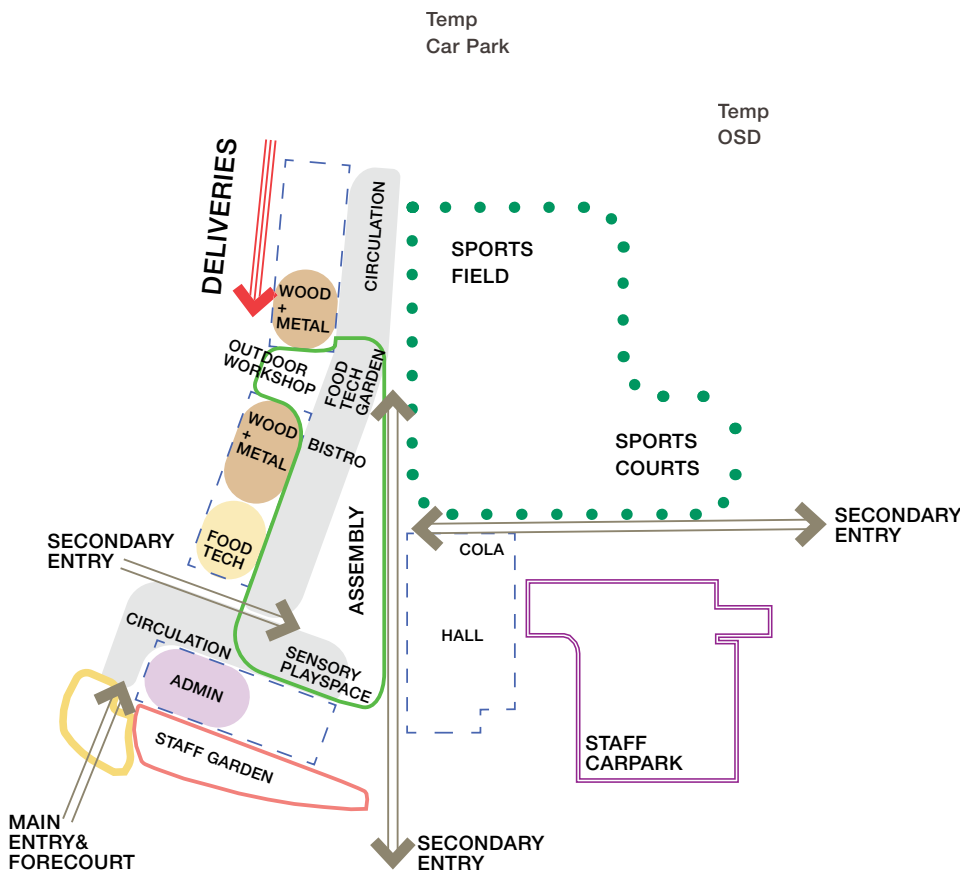 Temp
Car Park
Temp
OSD
DELIVERIES
CIRCULATION
SPORTS
FIELD
WOOD
+
METAL
OUTDOOR
WORKSHOP
FOOD
TECH
GARDEN
WOOD
+
METAL
BISTRO
SPORTS
COURTS
FOOD
TECH
SECONDARY
ENTRY
ASSEMBLY
COLA
SECONDARY
ENTRY
HALL
CIRCULATION
SENSORY
PLAYSPACE
ADMIN
STAFF GARDEN
STAFF
CARPARK
MAIN
ENTRY&
FORECOURT
SECONDARY
ENTRY